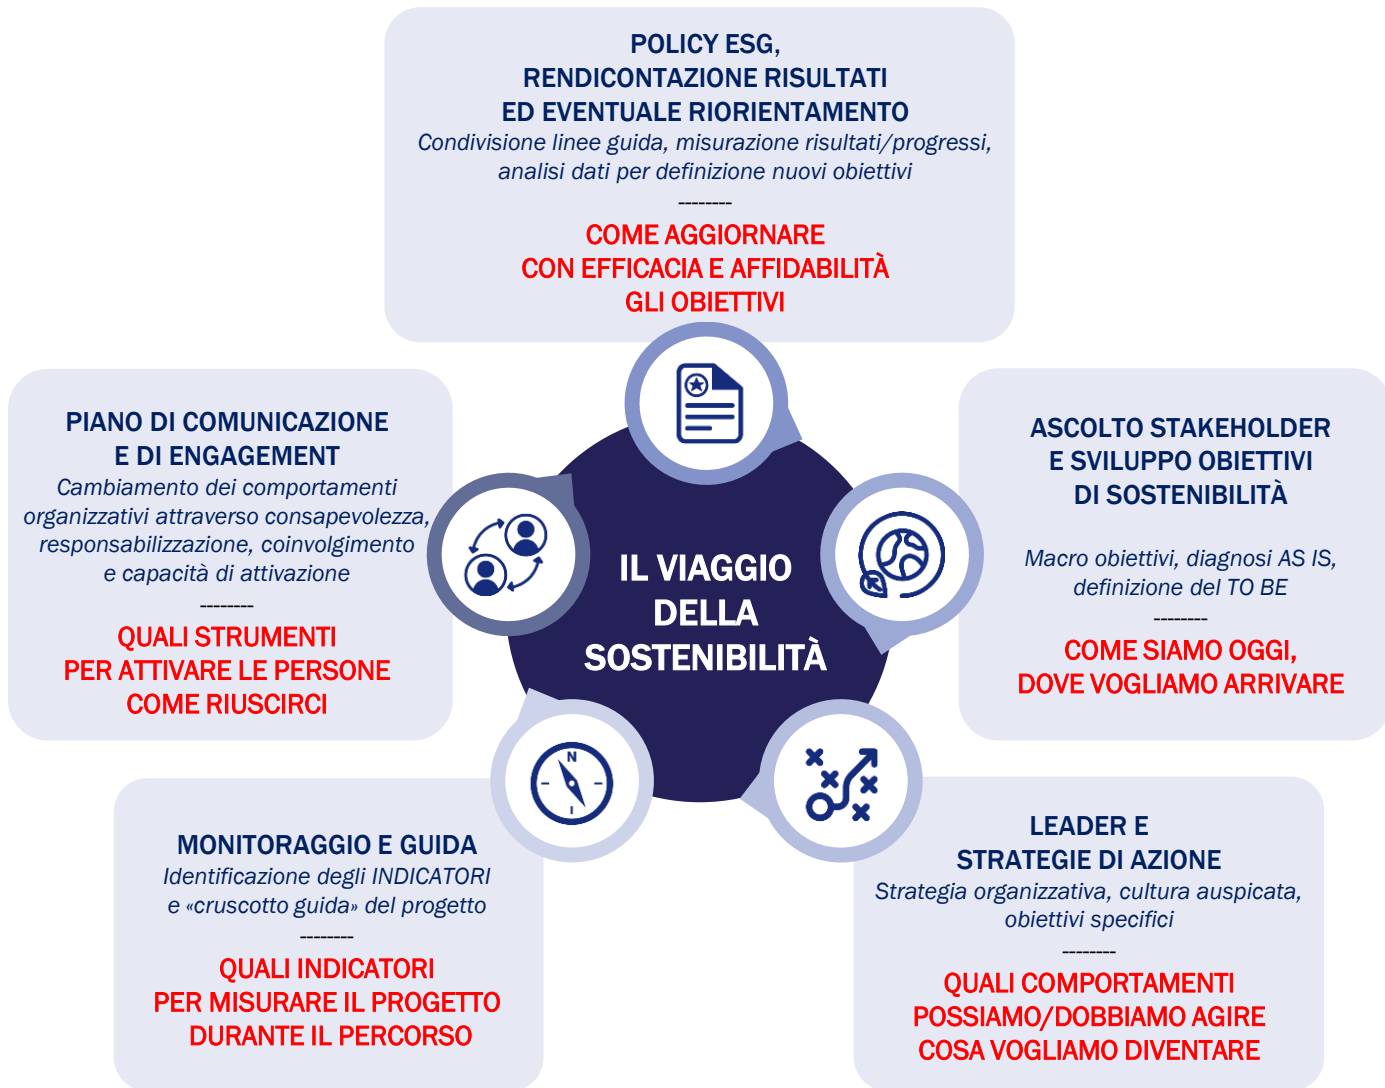 POLICY ESG,
RENDICONTAZIONE RISULTATI
ED EVENTUALE RIORIENTAMENTO
Condivisione linee guida, misurazione risultati/progressi,
analisi dati per definizione nuovi obiettivi
--------
COME AGGIORNARE
CON EFFICACIA E AFFIDABILITÀ
GLI OBIETTIVI
PIANO DI COMUNICAZIONE
E DI ENGAGEMENT
Cambiamento dei comportamenti
organizzativi attraverso consapevolezza,
responsabilizzazione, coinvolgimento
e capacità di attivazione
--------
QUALI STRUMENTI
PER ATTIVARE LE PERSONE
COME RIUSCIRCI
IL VIAGGIO
DELLA
SOSTENIBILITÀ
ASCOLTO STAKEHOLDER
E SVILUPPO OBIETTIVI
DI SOSTENIBILITÀ
Macro obiettivi, diagnosi AS IS,
definizione del TO BE
--------
COME SIAMO OGGI,
DOVE VOGLIAMO ARRIVARE
N
MONITORAGGIO E GUIDA
Identificazione degli INDICATORI
e «cruscotto guida» del progetto
--------
QUALI INDICATORI
PER MISURARE IL PROGETTO
DURANTE IL PERCORSO
LEADER E
STRATEGIE DI AZIONE
Strategia organizzativa, cultura auspicata,
obiettivi specifici
--------
QUALI COMPORTAMENTI
POSSIAMO/DOBBIAMO AGIRE
COSA VOGLIAMO DIVENTARE